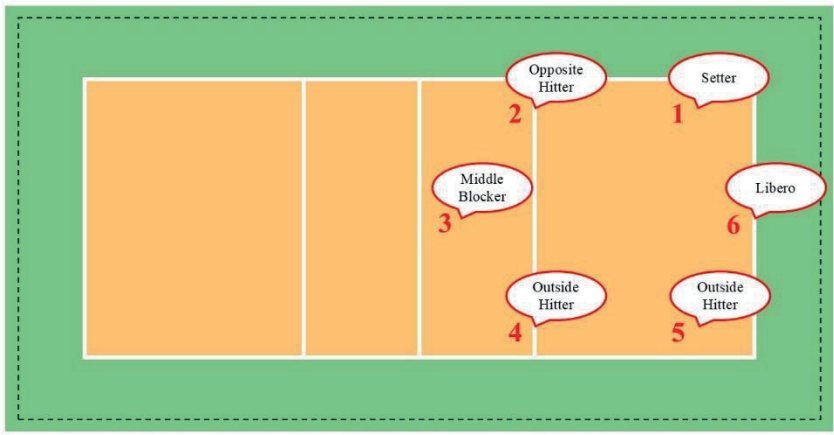 Opposite
Hitter
2
Setter
1
Middle
Blocker
3
Libero
6
Outside
Hitter
4
Outside
Hitter
5